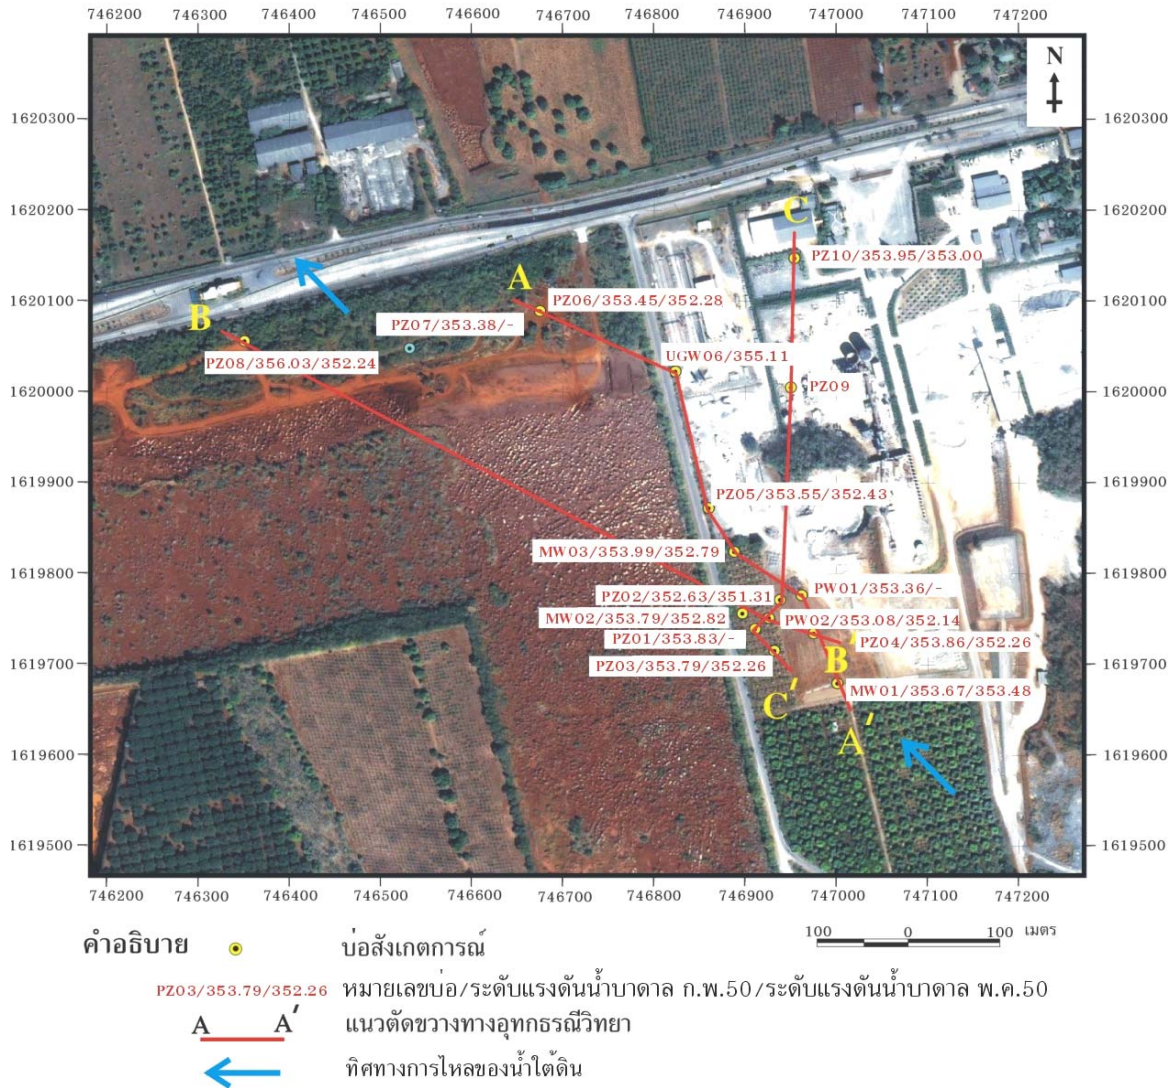 746200 746300 746400 746500 746600 746700 746800 746900 747000 747100 747200
N
1620300 1620300
1620200 1620200
C
PZ10/353.95/353.00
1620100 1620100
A
PZ06/353.45/352.28
B
PZ07/353.38/-
PZ08/356.03/352.24
UGW06/355.11
1620000 1620000
PZ09
1619900 1619900
PZ05/353.55/352.43
MW03/353.99/352.79
1619800 1619800
PZ02/352.63/351.31
PW01/353.36/-
MW02/353.79/352.82
PW02/353.08/352.14
PZ01/353.83/-
PZ04/353.86/352.26
PZ03/353.79/352.26
B'
1619700 1619700
C'
MW01/353.67/353.48
A'
1619600 1619600
1619500 1619500
746200 746300 746400 746500 746600 746700 746800 746900 747000 747100 747200
คำอธิบาย
บ่อสังเกตการณ์
100 0 100 เมตร
PZ03/353.79/352.26 หมายเลขบ่อ/ระดับแรงดันน้ำบาดาล ก.พ.50/ระดับแรงดันน้ำบาดาล พ.ค.50
A A' แนวตัดขวางทางอุทกธรณีวิทยา
ทิศทางการไหลของน้ำใต้ดิน